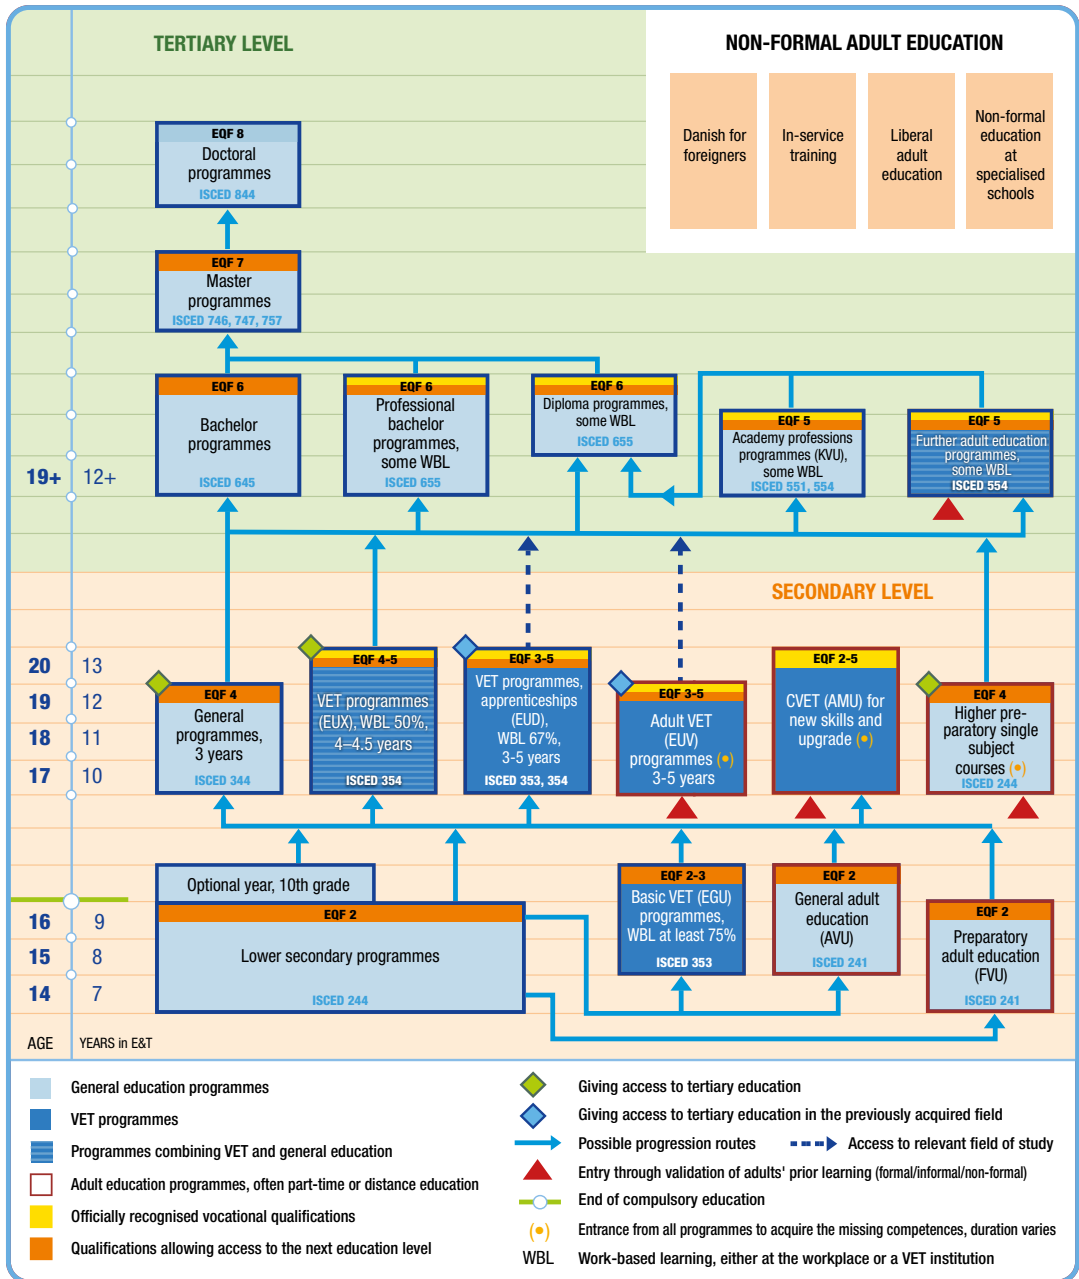 TERTIARY LEVEL
NON-FORMAL ADULT EDUCATION
Danish for
foreigners
In-service
training
Liberal
adult
education
Non-formal
education
at
specialised
schools
EQF 8
Doctoral
programmes
ISCED 844
EQF 7
Master
programmes
ISCED 746, 747, 757
EQF 6
Bachelor
programmes
ISCED 645
EQF 6
Professional
bachelor
programmes,
some WBL
ISCED 655
EQF 6
Diploma programmes,
some WBL
ISCED 655
EQF 5
Academy professions
programmes (KVU),
some WBL
ISCED 551, 554
EQF 5
Further adult education
programmes,
some WBL
ISCED 554
19+ 12+
SECONDARY LEVEL
20 13
19 12
18 11
17 10
EQF 4
General
programmes,
3 years
ISCED 344
EQF 4-5
VET programmes
(EUX), WBL 50%,
4–4.5 years
ISCED 354
EQF 3-5
VET programmes,
apprenticeships
(EUD),
WBL 67%,
3-5 years
ISCED 353, 354
EQF 3-5
Adult VET
(EUV)
programmes (•)
3-5 years
EQF 2-5
CVET (AMU) for
new skills and
upgrade (•)
EQF 4
Higher pre-
paratory single
subject
courses (•)
ISCED 244
Optional year, 10th grade
EQF 2
Lower secondary programmes
ISCED 244
EQF 2-3
Basic VET (EGU)
programmes,
WBL at least 75%
ISCED 353
EQF 2
General adult
education
(AVU)
ISCED 241
EQF 2
Preparatory
adult education
(FVU)
ISCED 241
16 9
15 8
14 7
AGE YEARS in E&T
General education programmes
VET programmes
Programmes combining VET and general education
Adult education programmes, often part-time or distance education
Officially recognised vocational qualifications
Qualifications allowing access to the next education level
Giving access to tertiary education
Giving access to tertiary education in the previously acquired field
Possible progression routes
Access to relevant field of study
Entry through validation of adults' prior learning (formal/informal/non-formal)
End of compulsory education
(•) Entrance from all programmes to acquire the missing competences, duration varies
WBL Work-based learning, either at the workplace or a VET institution